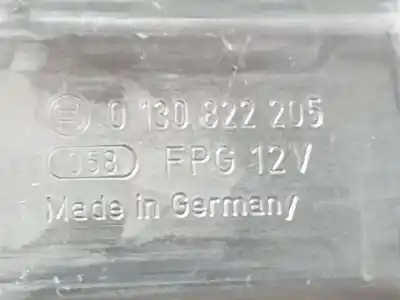 0 130 822 205
058 FPG 12V
Made in Germany